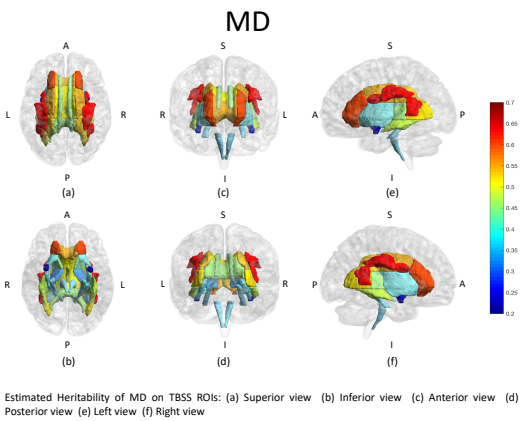 MD
A
S
S
L
R
R
L
A
P
P
I
I
(a)
(c)
(e)
A
S
S
R
L
L
R
P
A
P
I
I
(b)
(d)
(f)
0.7
0.65
0.6
0.55
0.5
0.45
0.4
0.35
0.3
0.25
0.2
Estimated Heritability of MD on TBSS ROIs: (a) Superior view (b) Inferior view (c) Anterior view (d)
Posterior view (e) Left view (f) Right view